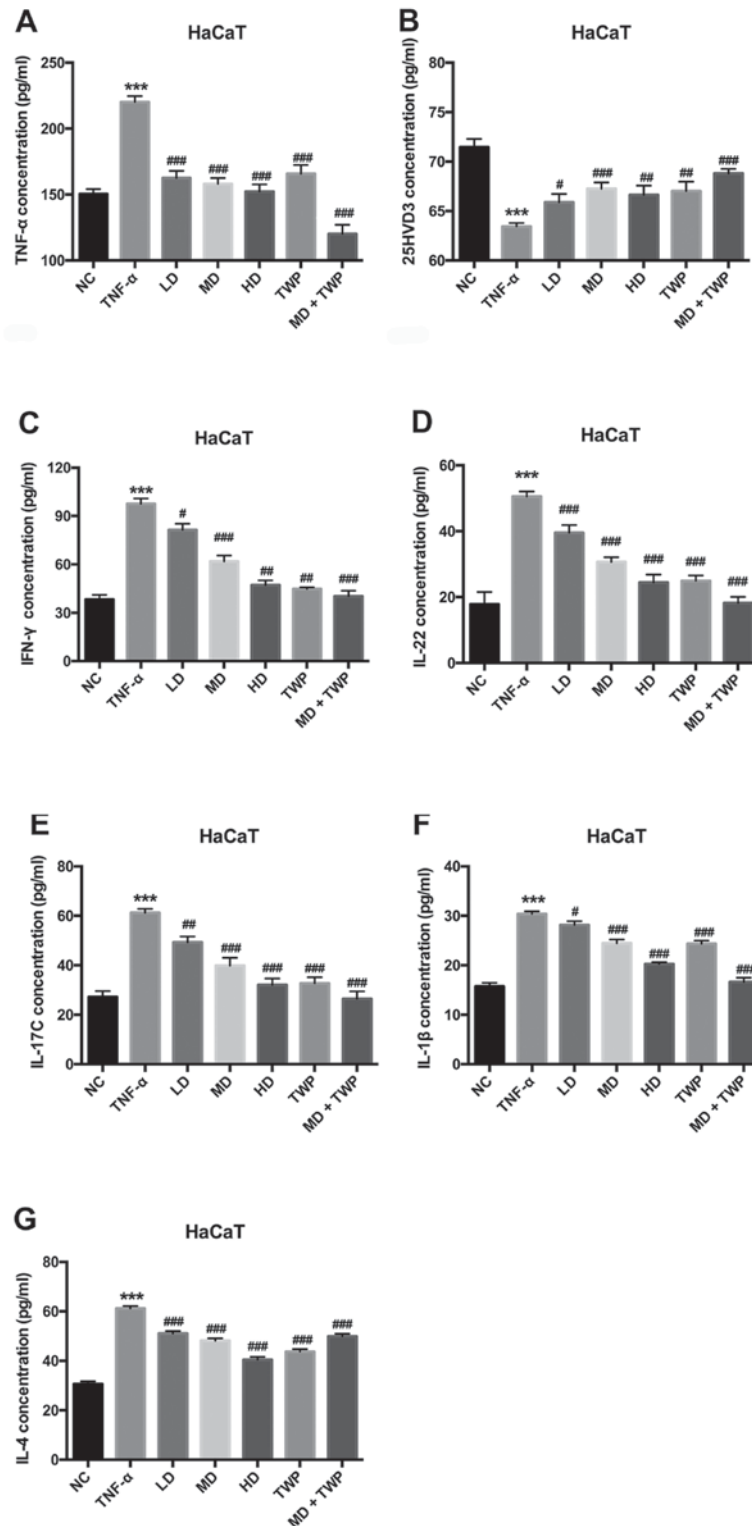 A
HaCaT
TNF-α concentration (pg/ml)
250
200
150
100
***
###
###
###
###
###
NC
TNF-α
LD
MD
HD
TWP
MD + TWP
B
HaCaT
25HVD3 concentration (pg/ml)
80
75
70
65
60
***
#
###
##
##
###
NC
TNF-α
LD
MD
HD
TWP
MD + TWP
C
HaCaT
IFN-γ concentration (pg/ml)
120
90
60
30
0
***
#
###
##
##
###
NC
TNF-α
LD
MD
HD
TWP
MD + TWP
D
HaCaT
IL-22 concentration (pg/ml)
60
40
20
0
***
###
###
###
###
###
NC
TNF-α
LD
MD
HD
TWP
MD + TWP
E
HaCaT
IL-17C concentration (pg/ml)
80
60
40
20
0
***
##
###
###
###
###
NC
TNF-α
LD
MD
HD
TWP
MD + TWP
F
HaCaT
IL-1β concentration (pg/ml)
40
30
20
10
0
***
#
###
###
###
###
NC
TNF-α
LD
MD
HD
TWP
MD + TWP
G
HaCaT
IL-4 concentration (pg/ml)
80
60
40
20
0
***
###
###
###
###
###
NC
TNF-α
LD
MD
HD
TWP
MD + TWP